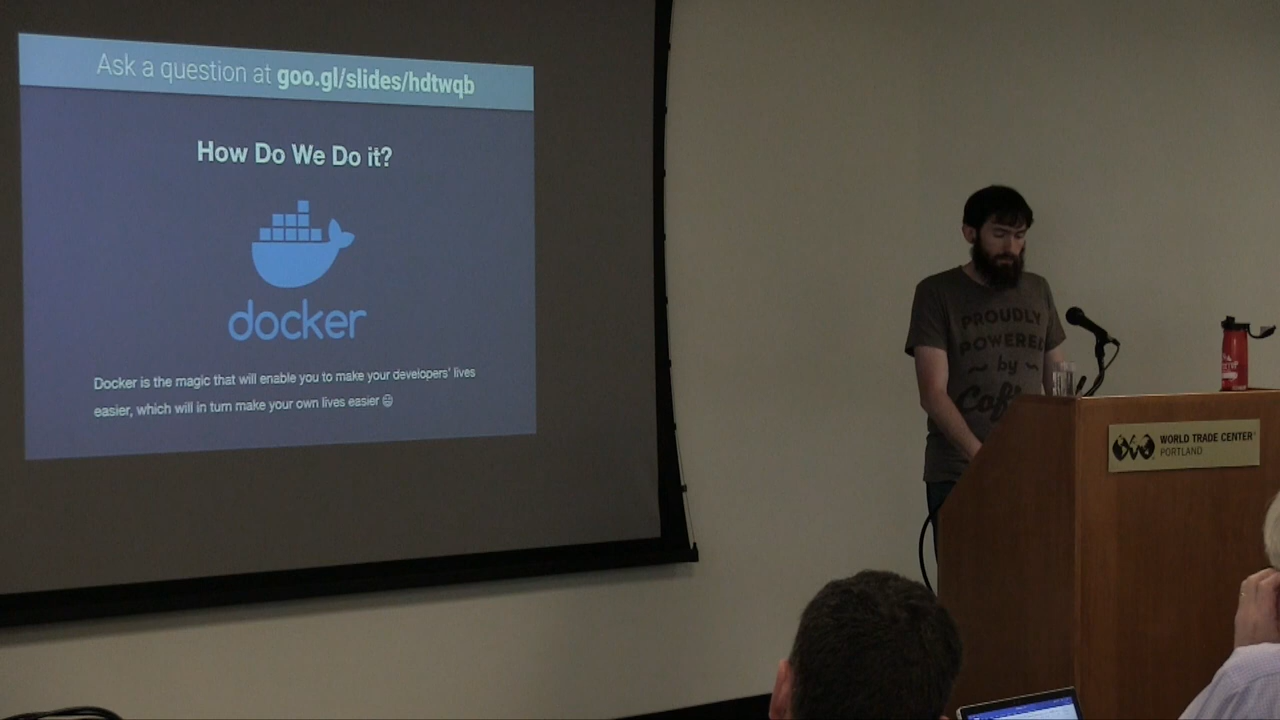 Ask a question at goo.gl/slides/hdtwqb
How Do We Do it?
docker
Docker is the magic that will enable you to make your developers' lives
easier, which will in turn make your own lives easier 😄
PROUDLY
POWERED
by
WORLD TRADE CENTER
PORTLAND